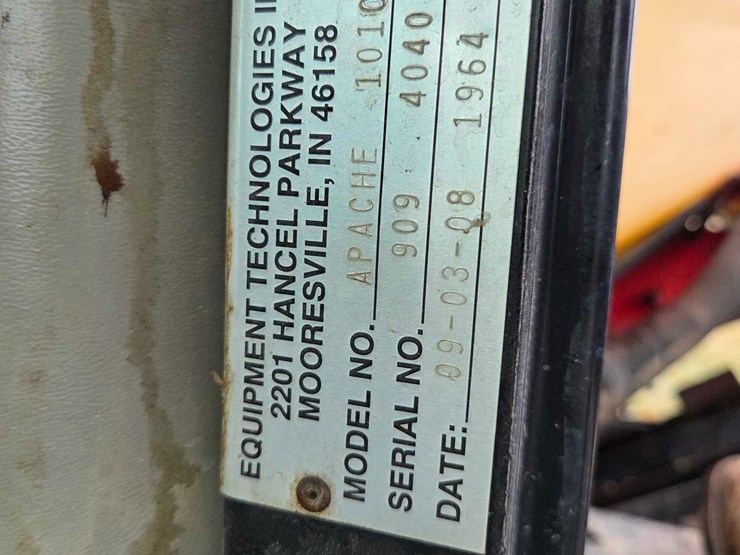 EQUIPMENT TECHNOLOGIES
2201 HANCEL PARKWAY
MOORESVILLE, IN 46158
MODEL NO. APACHE 1010
SERIAL NO. 909 4040
DATE: 09-03-08 1964